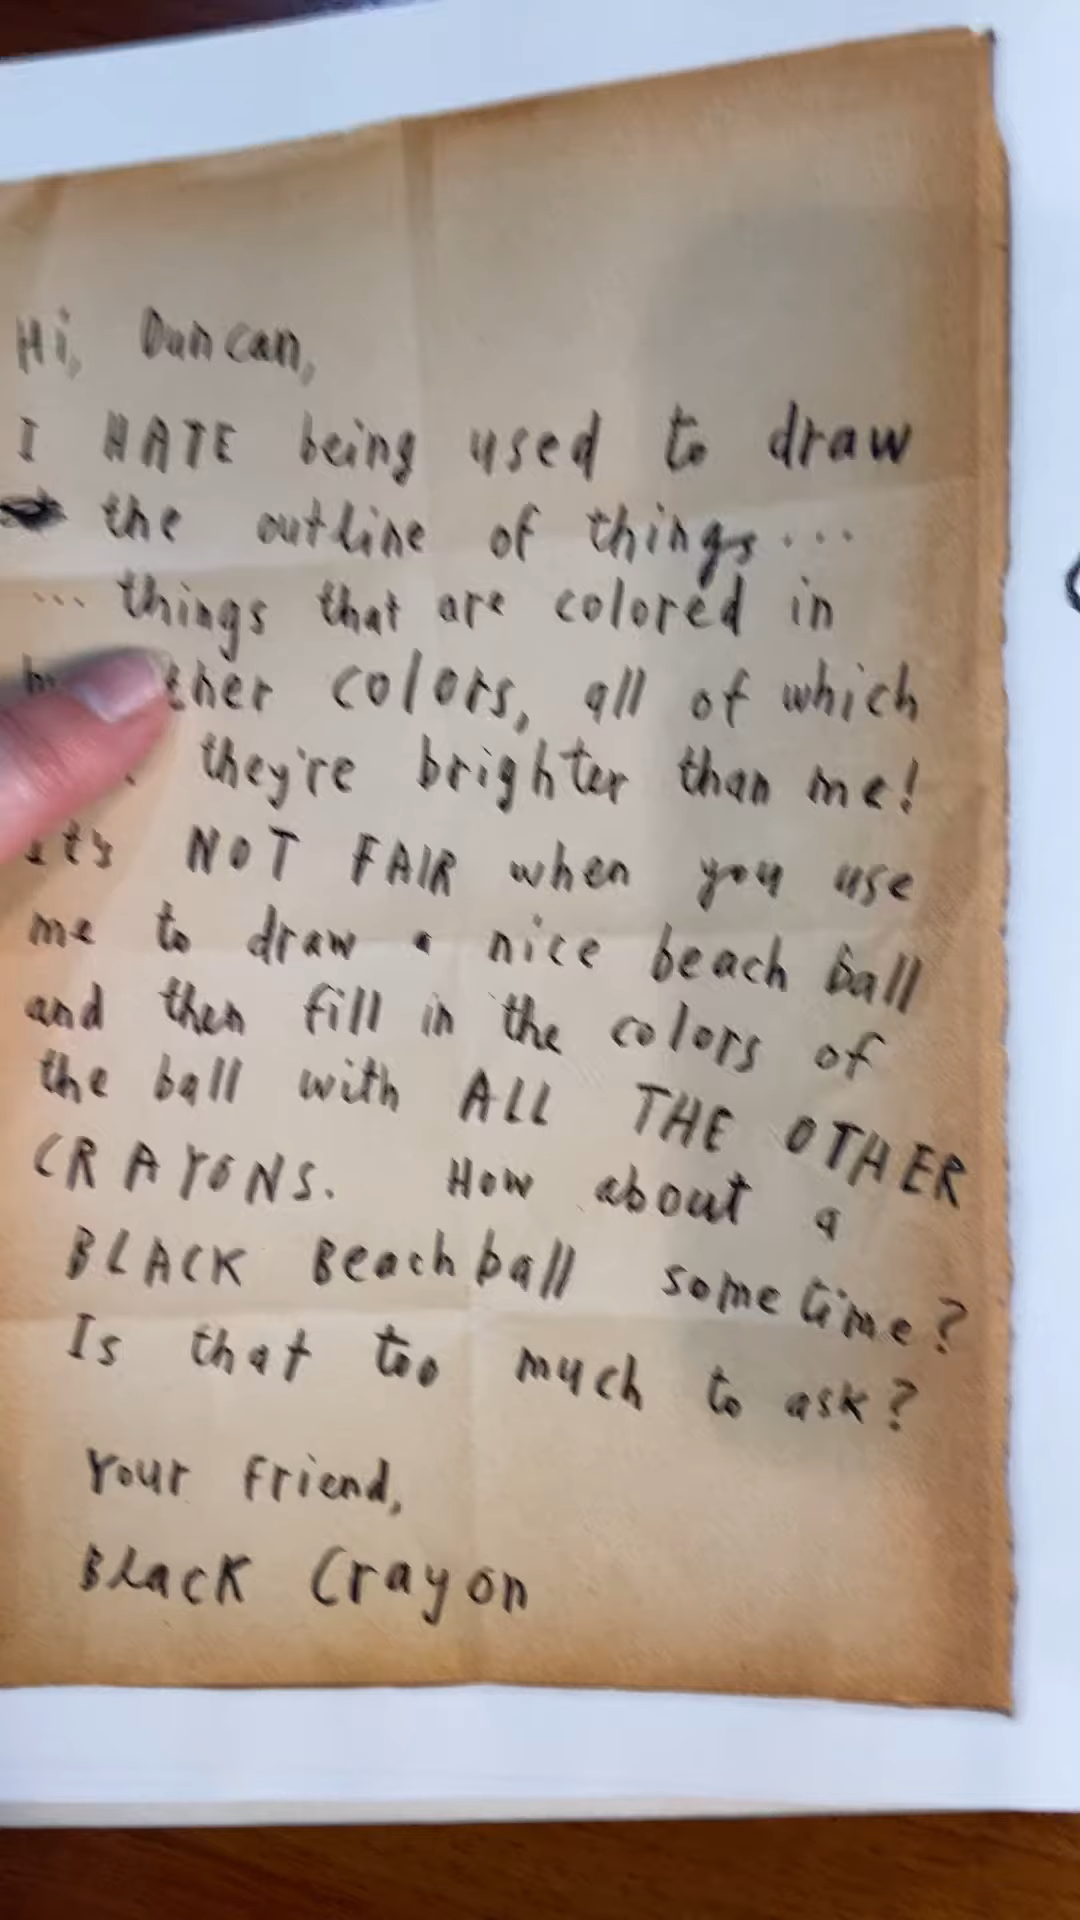 Hi, Duncan,
I HATE being used to draw
the outline of things...
... things that are colored in
colors, all of which
they're brighter than me!
It's NOT FAIR when you use
me to draw a nice beach ball
and then fill in the colors of
the ball with ALL THE OTHER
CRAYONS. How about a
BLACK Beach ball sometime?
Is that too much to ask?
Your friend,
Black Crayon